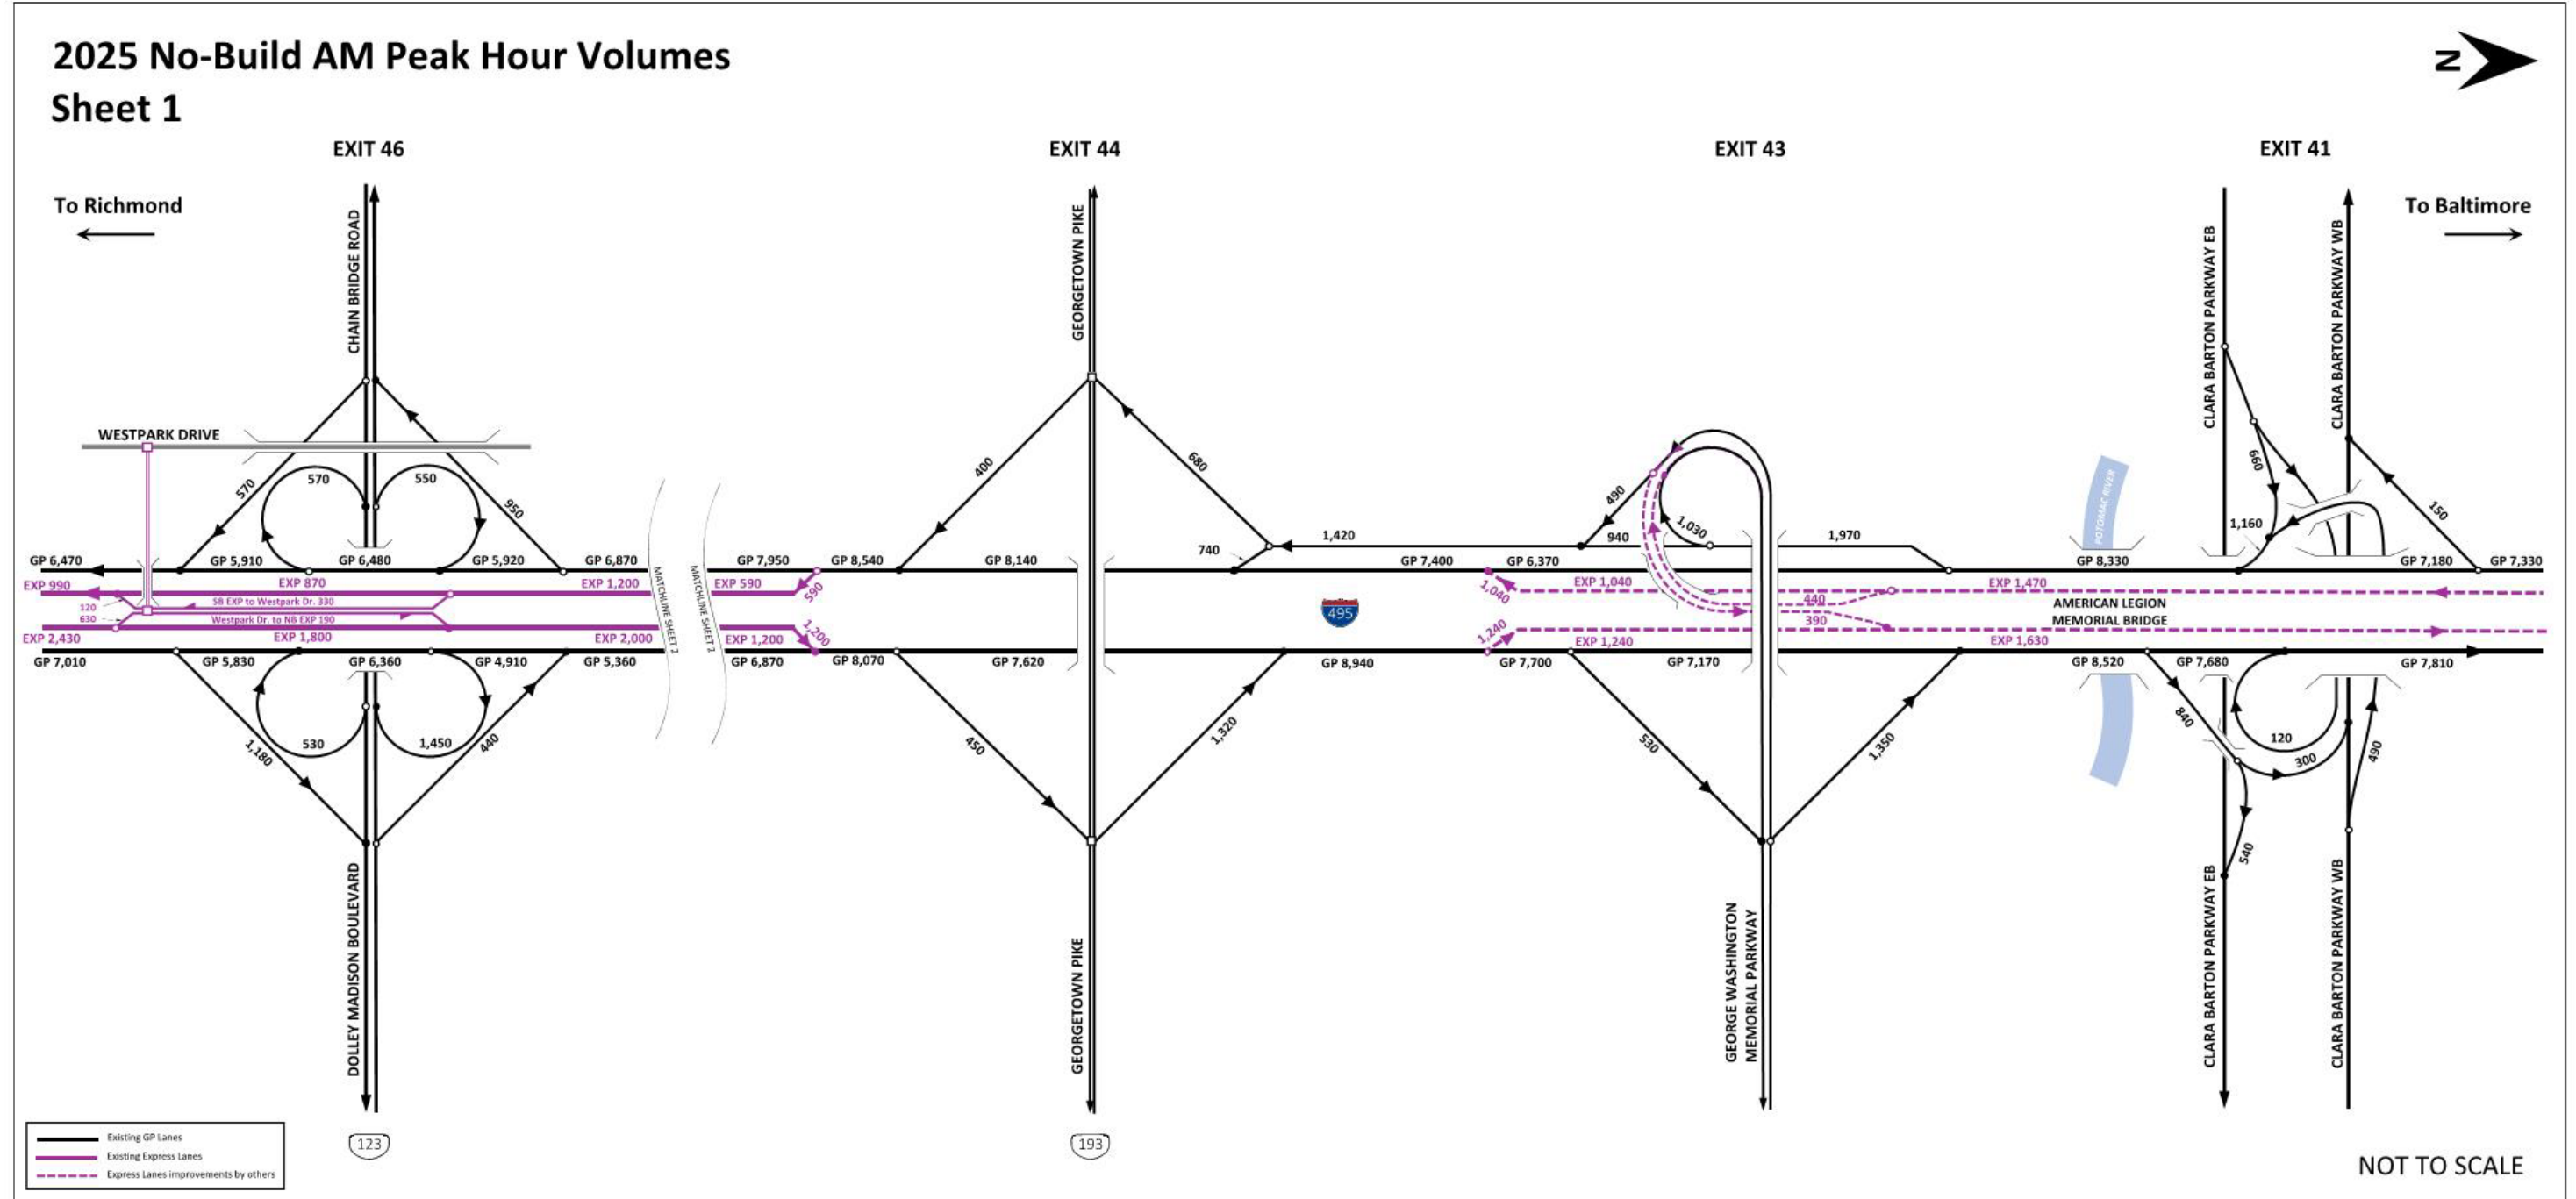 2025 No-Build AM Peak Hour Volumes
Sheet 1
N
EXIT 46
EXIT 44
EXIT 43
EXIT 41
To Richmond
To Baltimore
CHAIN BRIDGE ROAD
GEORGETOWN PIKE
CLARA BARTON PARKWAY EB
CLARA BARTON PARKWAY WB
WESTPARK DRIVE
570
570
550
950
400
680
490
1,030
660
1,160
150
POTOMAC RIVER
740
1,420
940
1,970
GP 6,470
GP 5,910
GP 6,480
GP 5,920
GP 6,870
GP 7,950
GP 8,540
GP 8,140
GP 7,400
GP 6,370
GP 8,330
GP 7,180
GP 7,330
EXP 990
EXP 870
EXP 1,200
EXP 590
590
1,040
EXP 1,040
EXP 1,470
120
SB EXP to Westpark Dr. 330
440
AMERICAN LEGION
MEMORIAL BRIDGE
495
630
Westpark Dr. to NB EXP 190
390
MATCHLINE SHEET 2
MATCHLINE SHEET 2
EXP 2,430
EXP 1,800
EXP 2,000
EXP 1,200
1,200
1,240
EXP 1,240
EXP 1,630
GP 7,010
GP 5,830
GP 6,360
GP 4,910
GP 5,360
GP 6,870
GP 8,070
GP 7,620
GP 8,940
GP 7,700
GP 7,170
GP 8,520
GP 7,680
GP 7,810
1,180
530
1,450
440
450
1,320
530
1,350
840
120
300
490
540
DOLLEY MADISON BOULEVARD
GEORGETOWN PIKE
GEORGE WASHINGTON
MEMORIAL PARKWAY
CLARA BARTON PARKWAY EB
CLARA BARTON PARKWAY WB
Existing GP Lanes
Existing Express Lanes
Express Lanes improvements by others
123
193
NOT TO SCALE